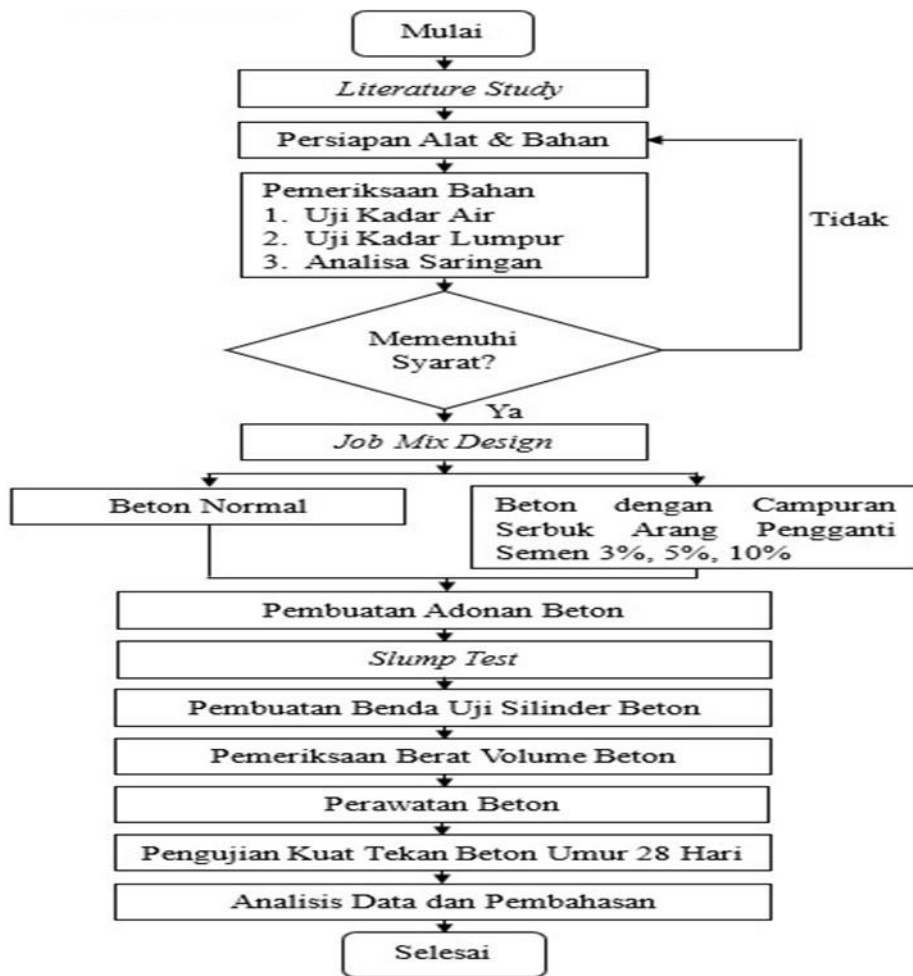 Mulai
Literature Study
Persiapan Alat & Bahan
Pemeriksaan Bahan
1. Uji Kadar Air
2. Uji Kadar Lumpur
3. Analisa Saringan
Tidak
Memenuhi
Syarat?
Ya
Job Mix Design
Beton Normal
Beton dengan Campuran
Serbuk Arang Pengganti
Semen 3%, 5%, 10%
Pembuatan Adonan Beton
Slump Test
Pembuatan Benda Uji Silinder Beton
Pemeriksaan Berat Volume Beton
Perawatan Beton
Pengujian Kuat Tekan Beton Umur 28 Hari
Analisis Data dan Pembahasan
Selesai